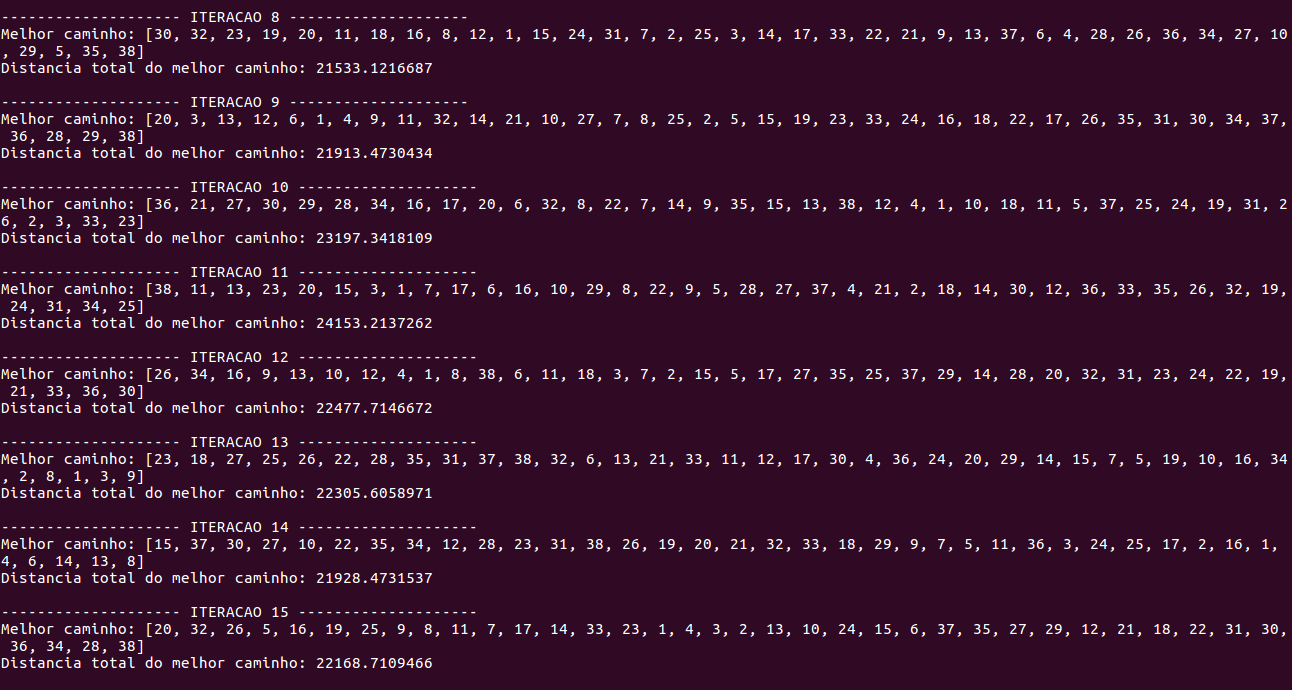 -------------------- ITERACAO 8 --------------------
Melhor caminho: [30, 32, 23, 19, 20, 11, 18, 16, 8, 12, 1, 15, 24, 31, 7, 2, 25, 3, 14, 17, 33, 22, 21, 9, 13, 37, 6, 4, 28, 26, 36, 34, 27, 10
, 29, 5, 35, 38]
Distancia total do melhor caminho: 21533.1216687
-------------------- ITERACAO 9 --------------------
Melhor caminho: [20, 3, 13, 12, 6, 1, 4, 9, 11, 32, 14, 21, 10, 27, 7, 8, 25, 2, 5, 15, 19, 23, 33, 24, 16, 18, 22, 17, 26, 35, 31, 30, 34, 37,
 36, 28, 29, 38]
Distancia total do melhor caminho: 21913.4730434
-------------------- ITERACAO 10 --------------------
Melhor caminho: [36, 21, 27, 30, 29, 28, 34, 16, 17, 20, 6, 32, 8, 22, 7, 14, 9, 35, 15, 13, 38, 12, 4, 1, 10, 18, 11, 5, 37, 25, 24, 19, 31, 2
6, 2, 3, 33, 23]
Distancia total do melhor caminho: 23197.3418109
-------------------- ITERACAO 11 --------------------
Melhor caminho: [38, 11, 13, 23, 20, 15, 3, 1, 7, 17, 6, 16, 10, 29, 8, 22, 9, 5, 28, 27, 37, 4, 21, 2, 18, 14, 30, 12, 36, 33, 35, 26, 32, 19,
 24, 31, 34, 25]
Distancia total do melhor caminho: 24153.2137262
-------------------- ITERACAO 12 --------------------
Melhor caminho: [26, 34, 16, 9, 13, 10, 12, 4, 1, 8, 38, 6, 11, 18, 3, 7, 2, 15, 5, 17, 27, 35, 25, 37, 29, 14, 28, 20, 32, 31, 23, 24, 22, 19,
 21, 33, 36, 30]
Distancia total do melhor caminho: 22477.7146672
-------------------- ITERACAO 13 --------------------
Melhor caminho: [23, 18, 27, 25, 26, 22, 28, 35, 31, 37, 38, 32, 6, 13, 21, 33, 11, 12, 17, 30, 4, 36, 24, 20, 29, 14, 15, 7, 5, 19, 10, 16, 34
, 2, 8, 1, 3, 9]
Distancia total do melhor caminho: 22305.6058971
-------------------- ITERACAO 14 --------------------
Melhor caminho: [15, 37, 30, 27, 10, 22, 35, 34, 12, 28, 23, 31, 38, 26, 19, 20, 21, 32, 33, 18, 29, 9, 7, 5, 11, 36, 3, 24, 25, 17, 2, 16, 1, 
4, 6, 14, 13, 8]
Distancia total do melhor caminho: 21928.4731537
-------------------- ITERACAO 15 --------------------
Melhor caminho: [20, 32, 26, 5, 16, 19, 25, 9, 8, 11, 7, 17, 14, 33, 23, 1, 4, 3, 2, 13, 10, 24, 15, 6, 37, 35, 27, 29, 12, 21, 18, 22, 31, 30,
 36, 34, 28, 38]
Distancia total do melhor caminho: 22168.7109466